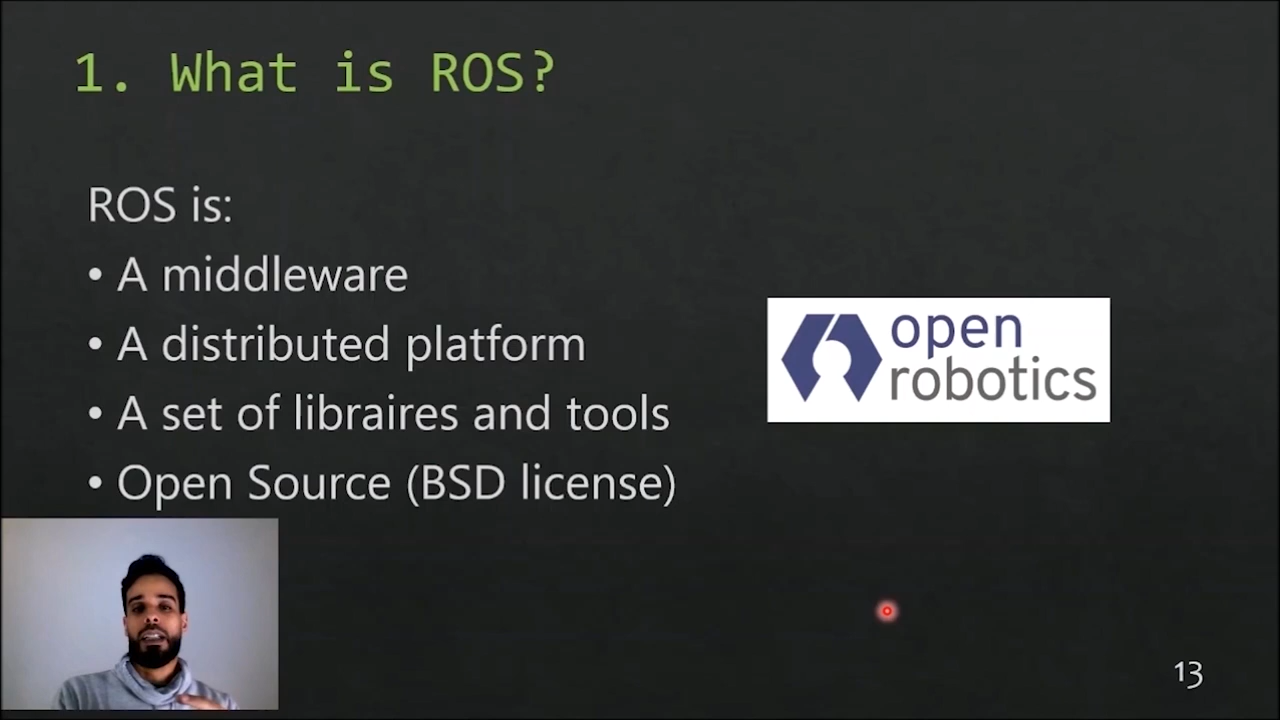 1. What is ROS?
ROS is:
• A middleware
• A distributed platform
• A set of libraires and tools
• Open Source (BSD license)
open
robotics
13